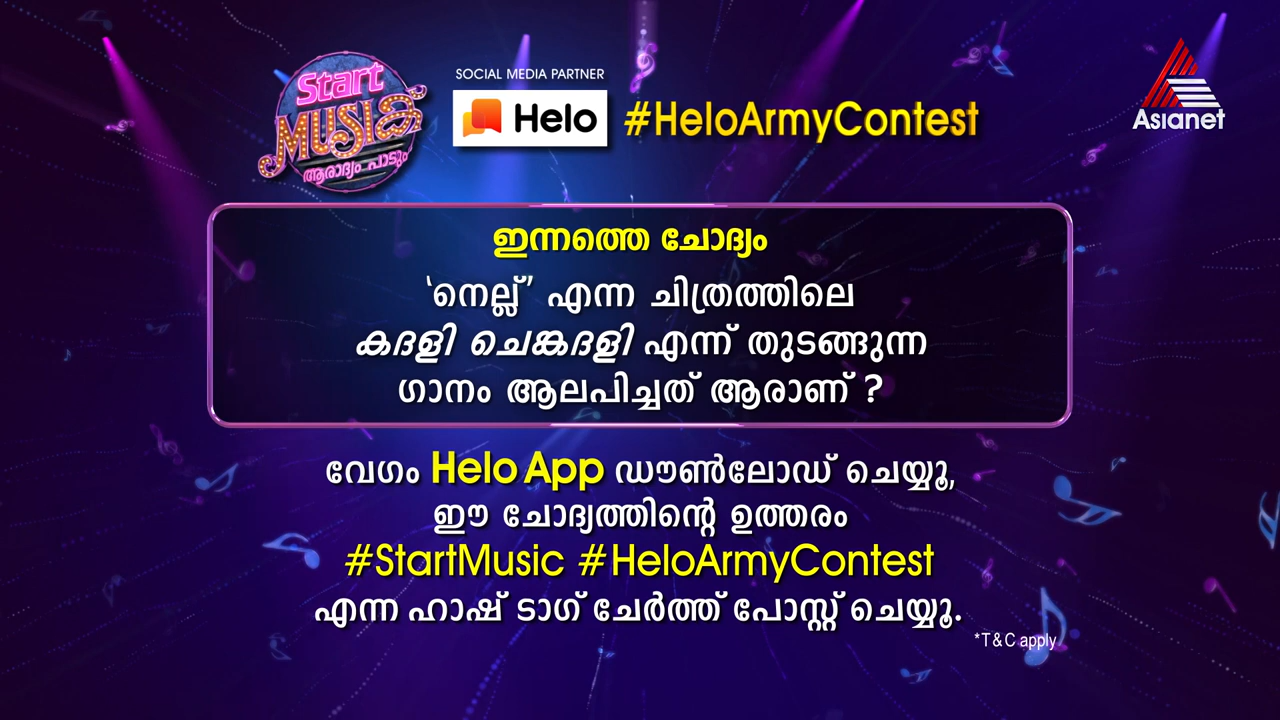 Start
MUSIക്
ആരാദ്യം പാടും
SOCIAL MEDIA PARTNER
Helo
#HeloArmyContest
Asianet
ഇന്നത്തെ ചോദ്യം
‘നെല്ല്’ എന്ന ചിത്രത്തിലെ
കദളി ചെങ്കദളി എന്ന് തുടങ്ങുന്ന
ഗാനം ആലപിച്ചത് ആരാണ് ?
വേഗം Helo App ഡൗൺലോഡ് ചെയ്യൂ,
ഈ ചോദ്യത്തിന്റെ ഉത്തരം
#StartMusic #HeloArmyContest
എന്ന ഹാഷ് ടാഗ് ചേർത്ത് പോസ്റ്റ് ചെയ്യൂ.
*T & C apply